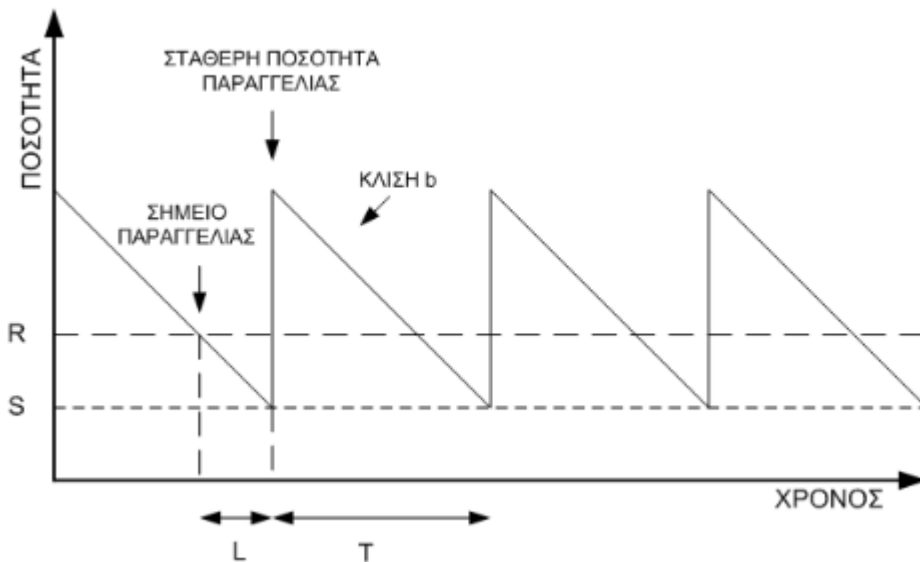 ΠΟΣΟΤΗΤΑ
ΣΤΑΘΕΡΗ ΠΟΣΟΤΗΤΑ
ΠΑΡΑΓΓΕΛΙΑΣ
ΚΛΙΣΗ b
ΣΗΜΕΙΟ
ΠΑΡΑΓΓΕΛΙΑΣ
R
S
ΧΡΟΝΟΣ
L
T